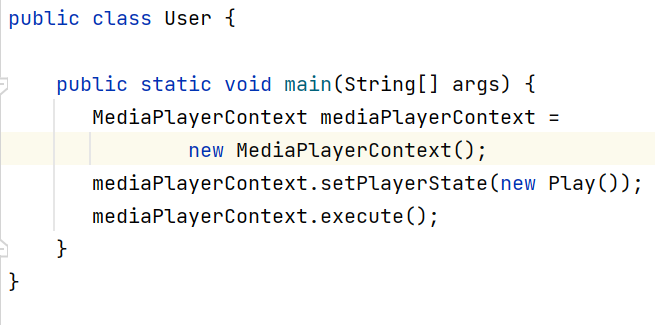 public class User {
public static void main(String[] args) {
MediaPlayerContext mediaPlayerContext =
new MediaPlayerContext();
mediaPlayerContext.setPlayerState(new Play());
mediaPlayerContext.execute();
}
}